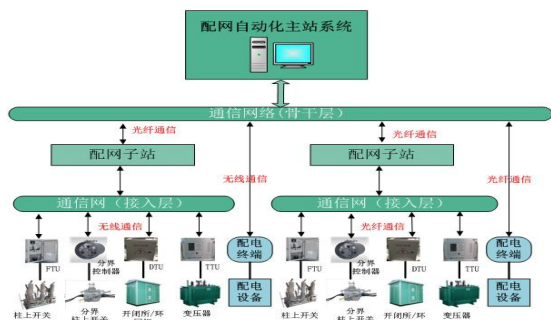 配网自动化主站系统
通信网络(骨干层)
光纤通信
光纤通信
配网子站
无线通信
配网子站
光纤通信
通信网（接入层）
通信网（接入层）
无线通信
光纤通信
FTU
分界
控制器
DTU
TTU
配电
终端
FTU
分界
控制器
DTU
TTU
配电
终端
配电
设备
配电
设备
柱上开关
分界
柱上开关
开闭所/环
变压器
柱上开关
分界
柱上开关
开闭所/环
变压器